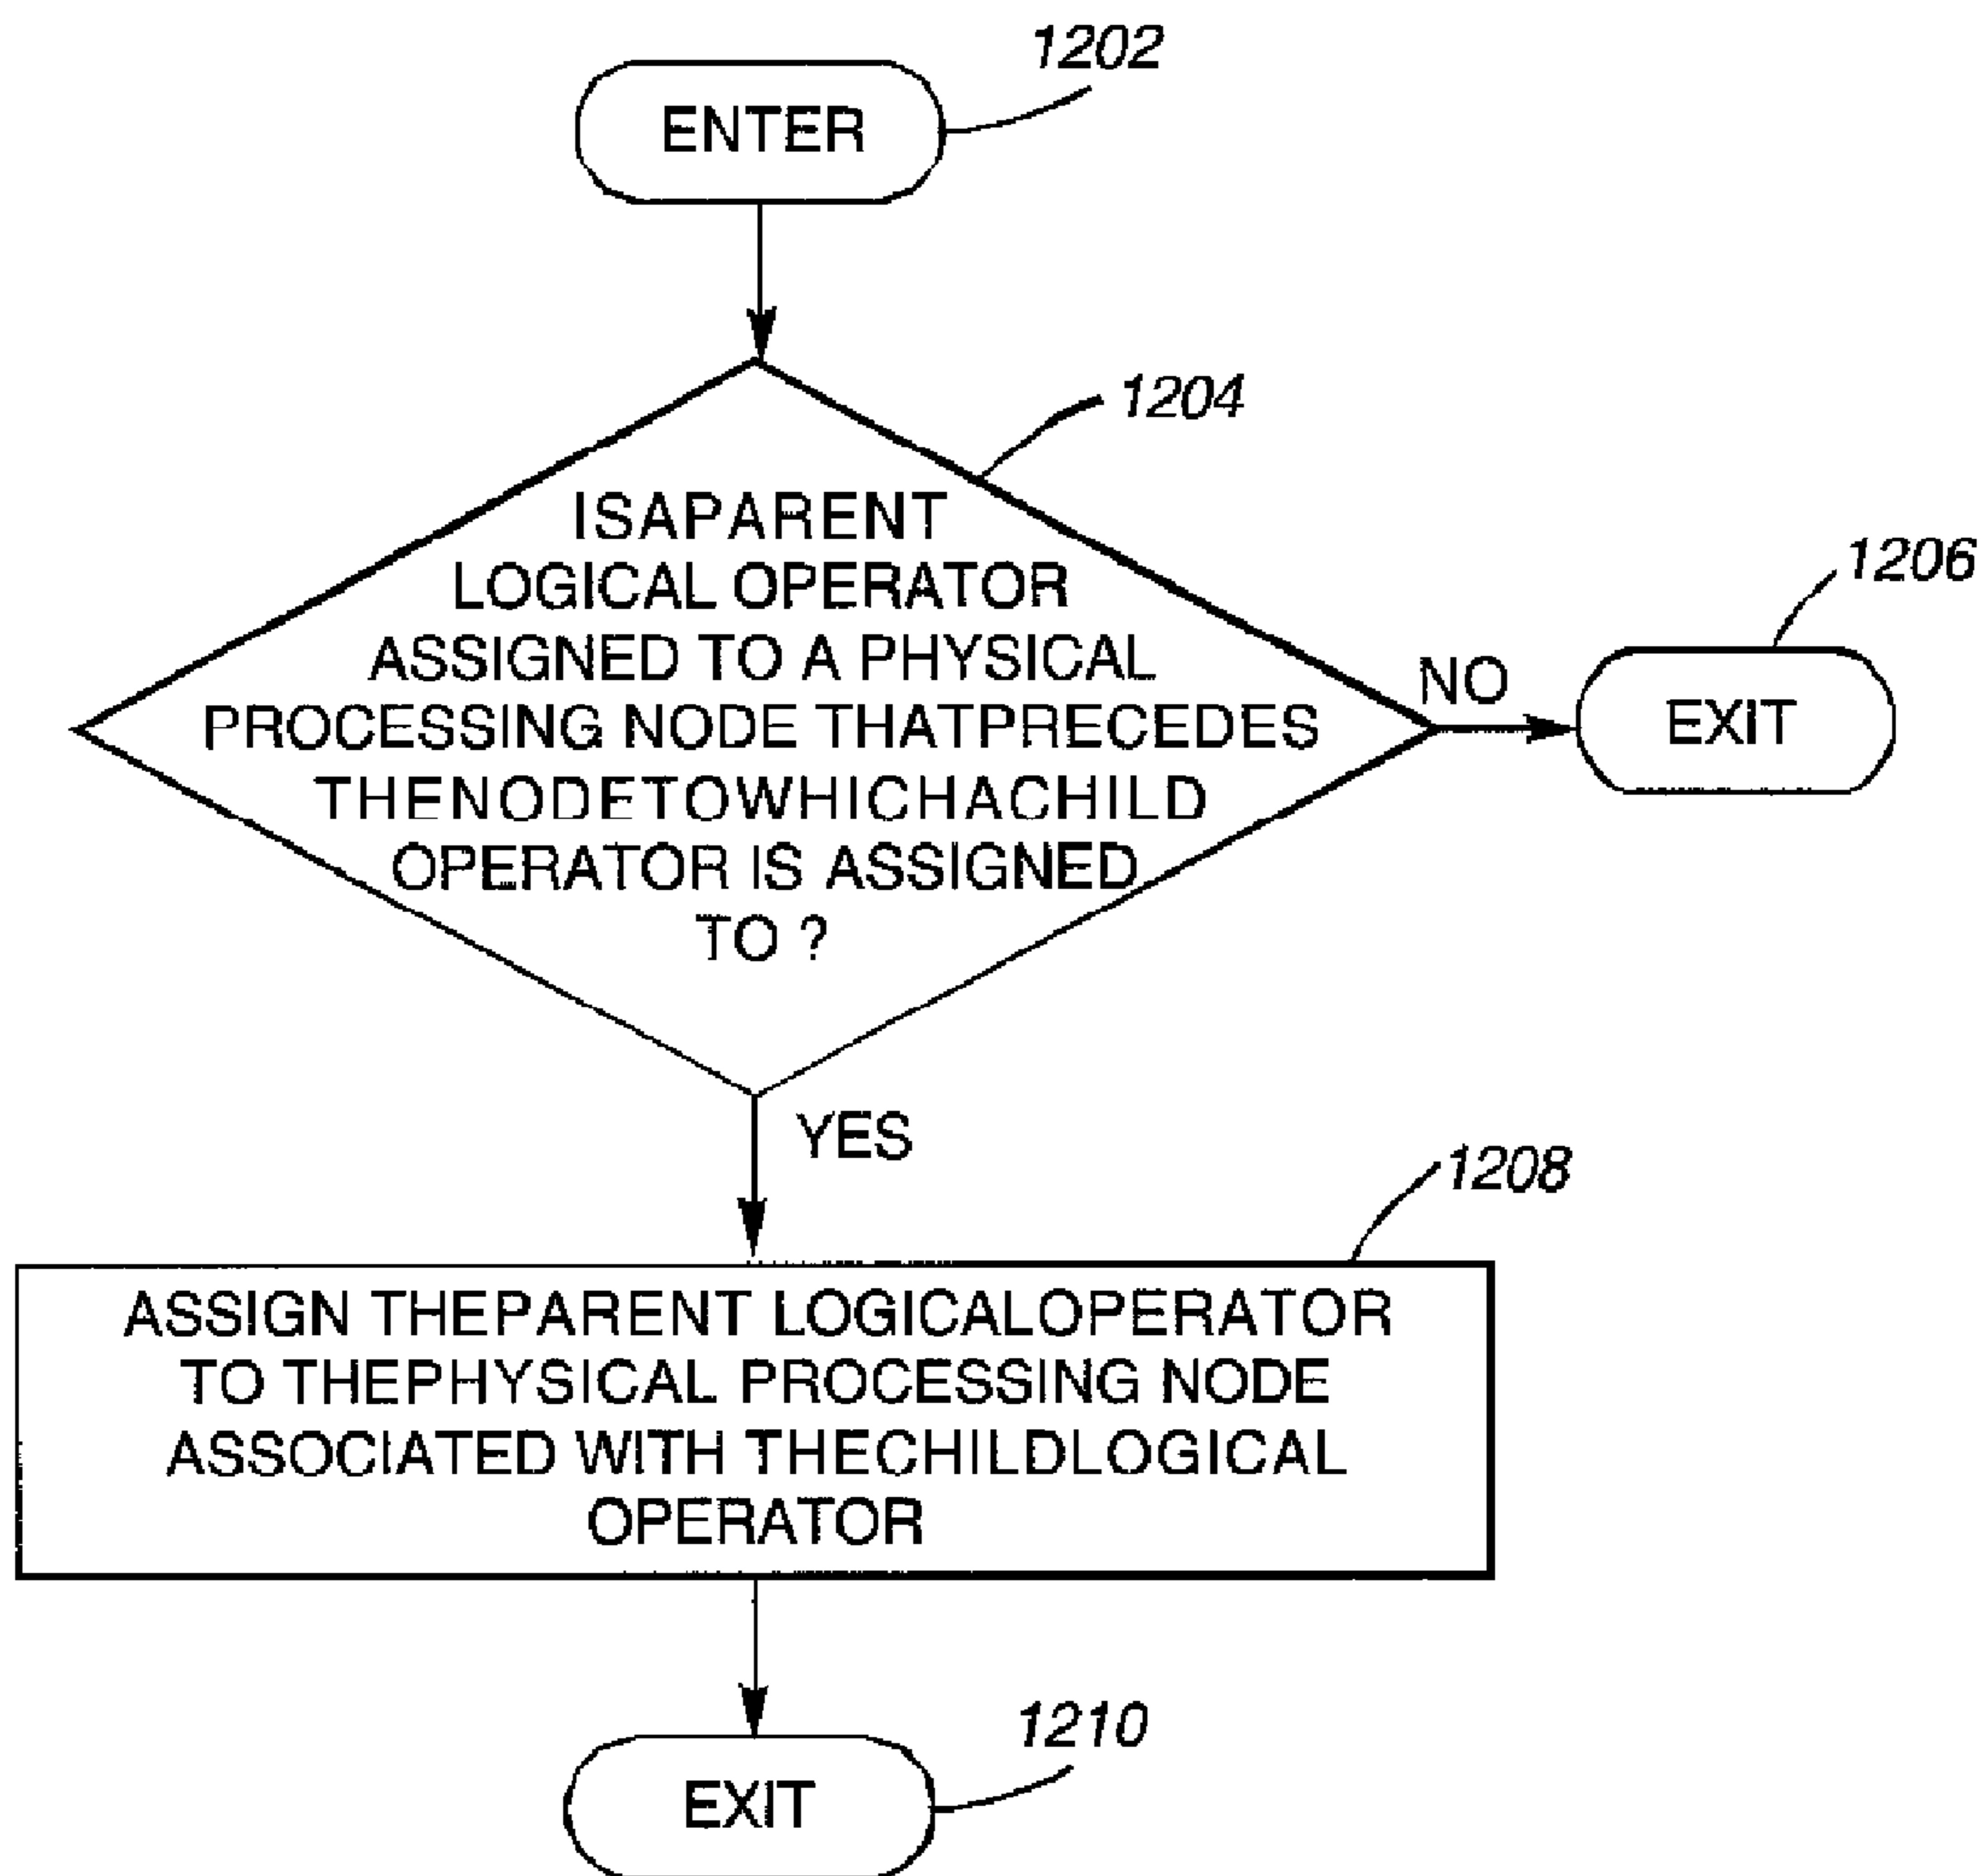 1202
ENTER
1204
ISAPARENT
LOGICAL OPERATOR
ASSIGNED TO A PHYSICAL
PROCESSING NODE THATPRECEDES
THENODETOWHICHACHILD
OPERATOR IS ASSIGNED
TO ?
NO
1206
EXIT
YES
1208
ASSIGN THEPARENT LOGICALOPERATOR
TO THEPHYSICAL PROCESSING NODE
ASSOCIATED WITH THECHILDLOGICAL
OPERATOR
1210
EXIT